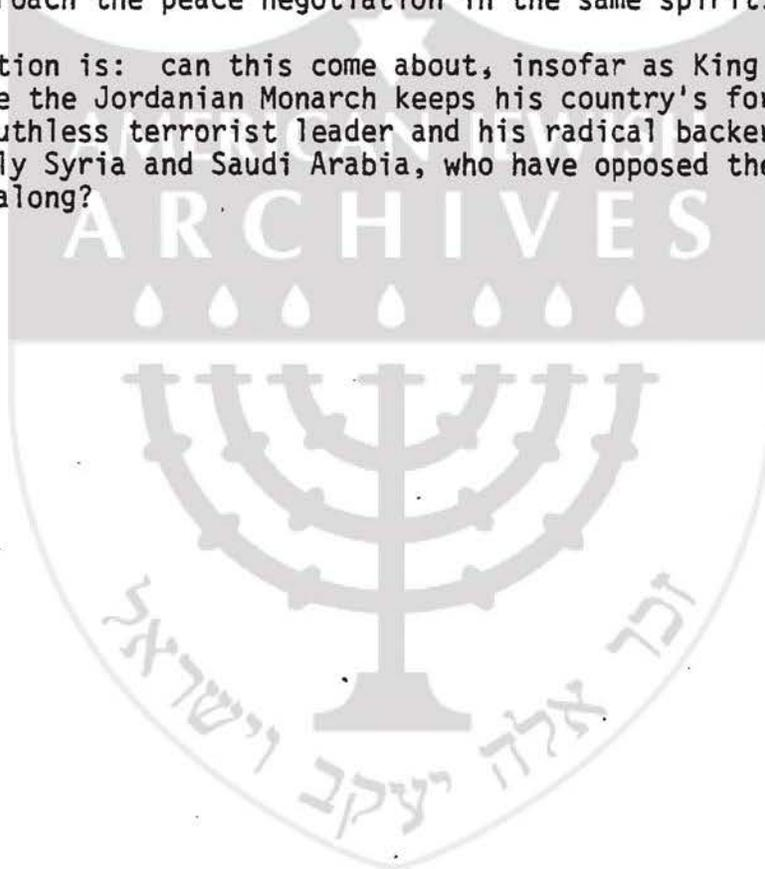 roach the peace negotiation in the same spirit.
tion is: can this come about, insofar as King
e the Jordanian Monarch keeps his country's for
uthless terrorist leader and his radical backer
ly Syria and Saudi Arabia, who have opposed the
along?
AMERICAN JEWISH
ARCHIVES
זכר אלה יעקב וישראל